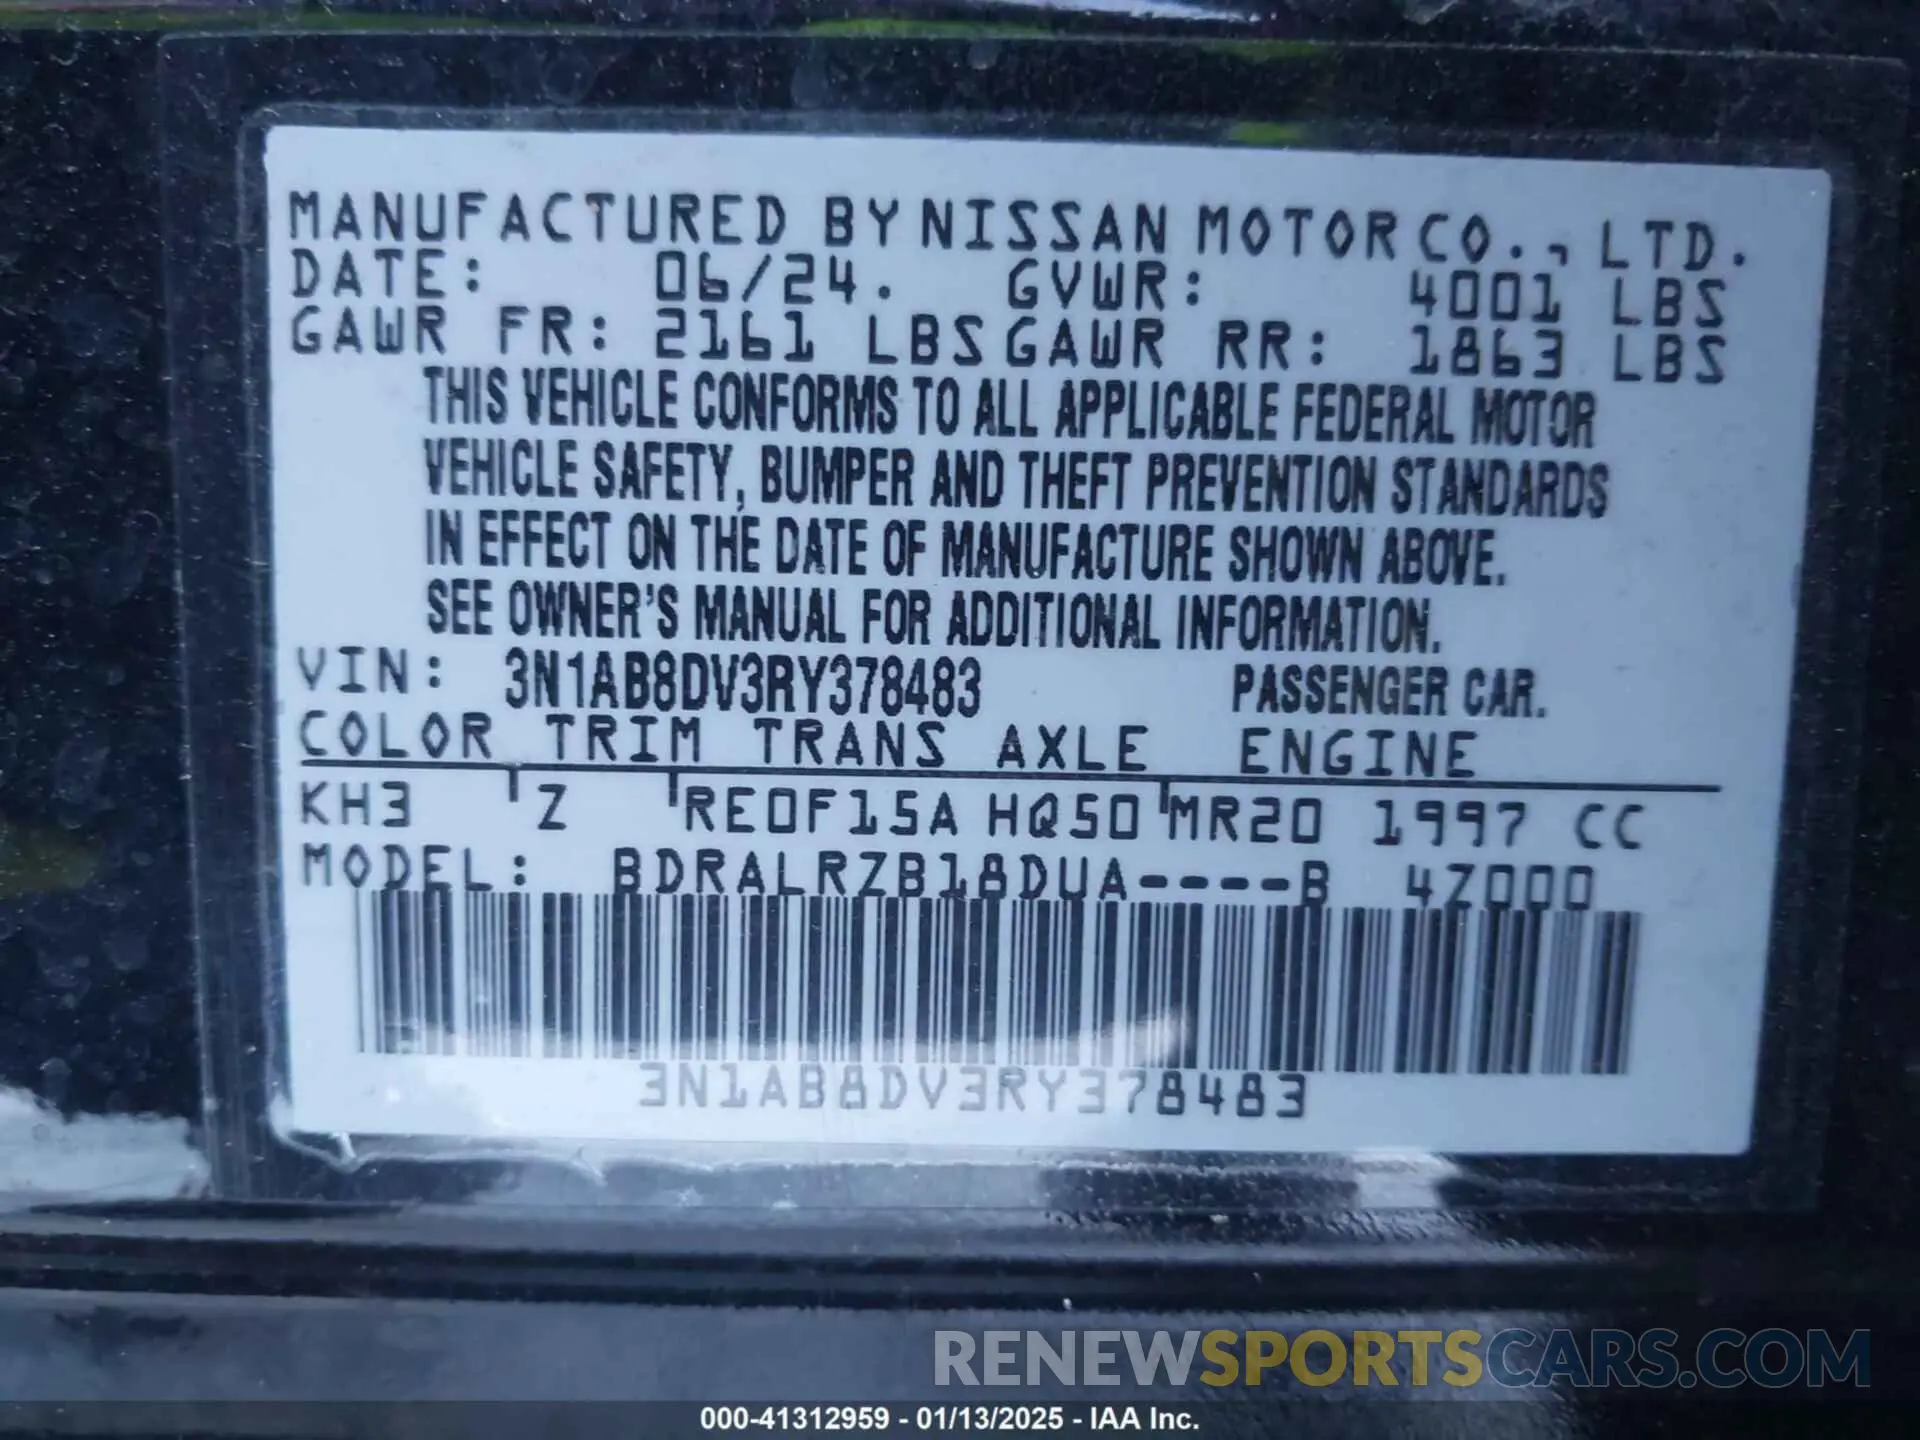 MANUFACTURED BY NISSAN MOTOR CO., LTD.
DATE: 06/24. GVWR: 4001 LBS
GAWR FR: 2161 LBS GAWR RR: 1863 LBS
THIS VEHICLE CONFORMS TO ALL APPLICABLE FEDERAL MOTOR
VEHICLE SAFETY, BUMPER AND THEFT PREVENTION STANDARDS
IN EFFECT ON THE DATE OF MANUFACTURE SHOWN ABOVE.
SEE OWNER'S MANUAL FOR ADDITIONAL INFORMATION.
VIN: 3N1AB8DV3RY378483 PASSENGER CAR.
COLOR TRIM TRANS AXLE ENGINE
KH3 Z RE0F15A HQ50 MR20 1997 CC
MODEL: BDRALRZB18DUA----B 4Z000
3N1AB8DV3RY378483
RENEWSPORTSCARS.COM
000-41312959 - 01/13/2025 - IAA Inc.